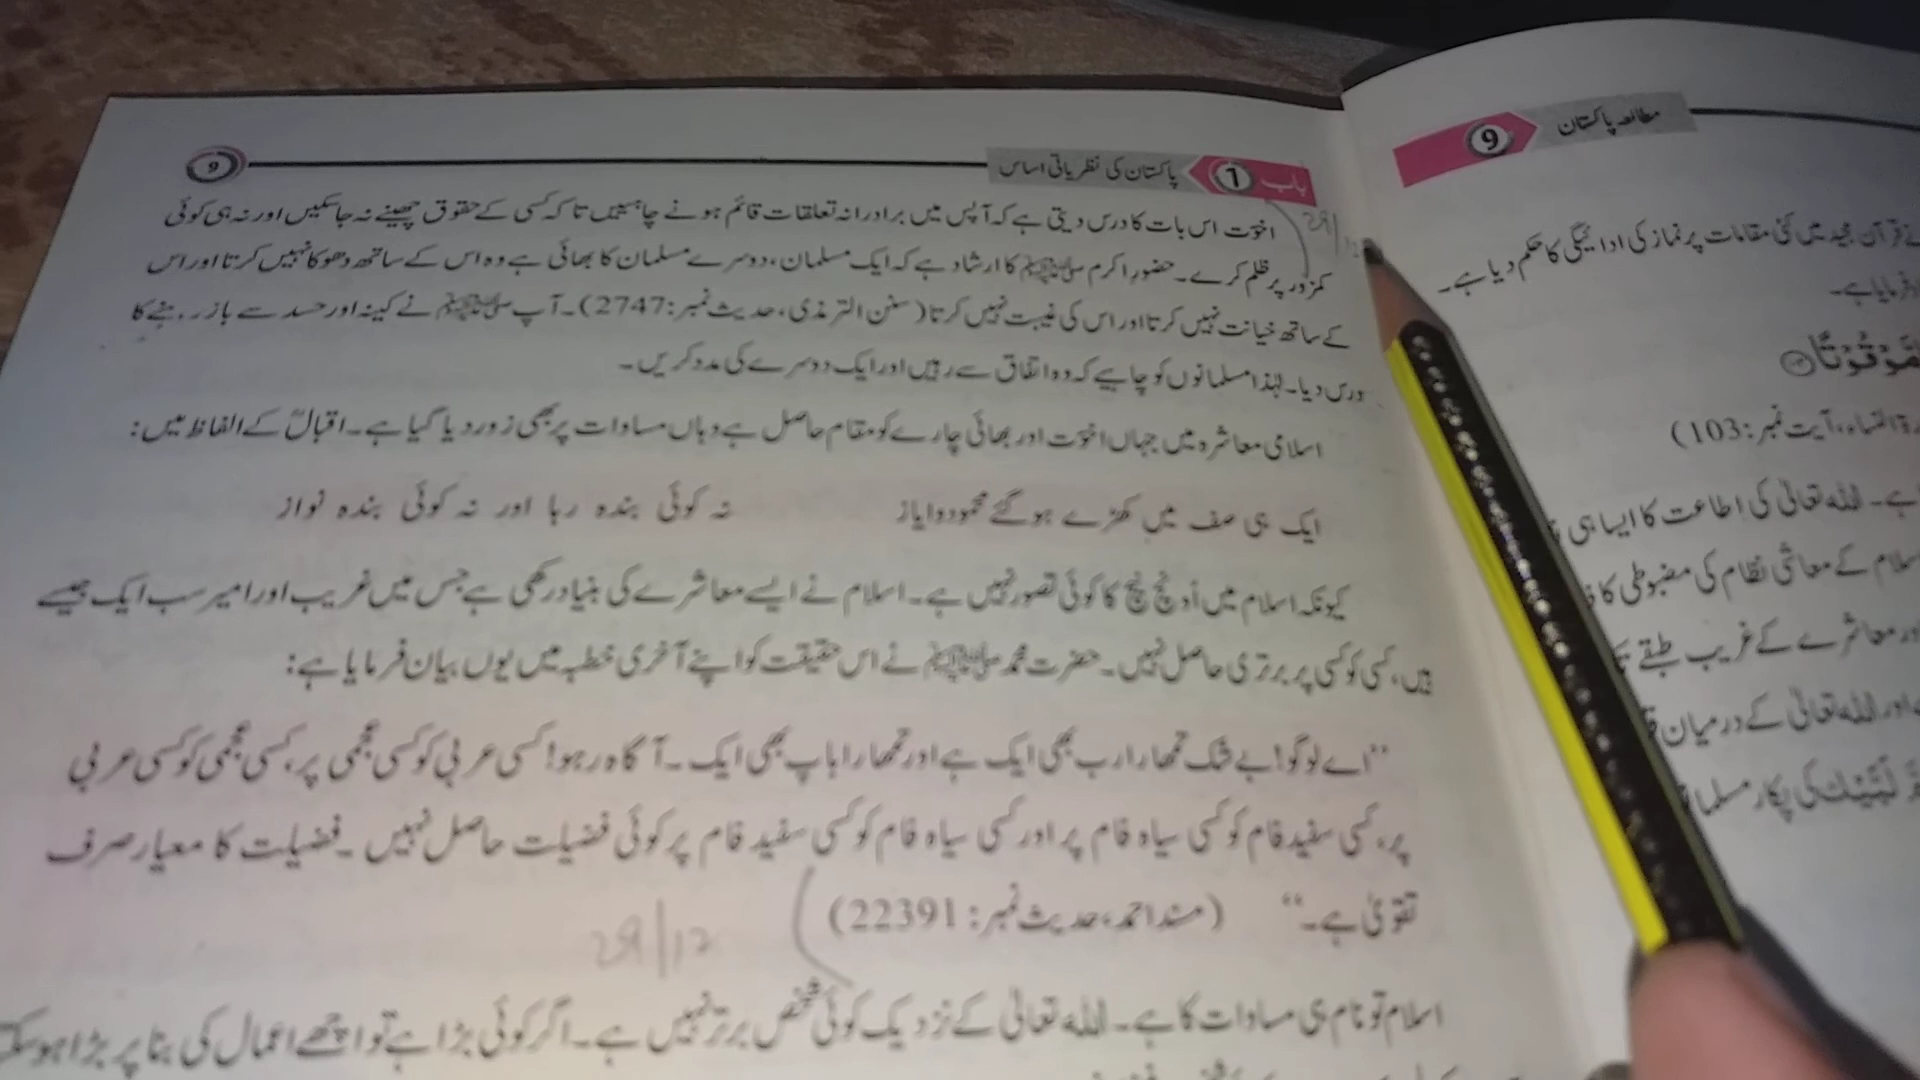 باب 1 پاکستان کی نظریاتی اساس 9
اخوت اس بات کا درس دیتی ہے کہ آپس میں برادرانہ تعلقات قائم ہونے چاہییں تاکہ کسی کے حقوق چھینے نہ جاسکیں اور نہ ہی کوئی
کمزور پر ظلم کرے۔ حضور اکرم ﷺ کا ارشاد ہے کہ ایک مسلمان، دوسرے مسلمان کا بھائی ہے وہ اس کے ساتھ دھوکا نہیں کرتا اور اس
کے ساتھ خیانت نہیں کرتا اور اس کی غیبت نہیں کرتا (سنن الترمذی، حدیث نمبر: 2747)۔ آپ ﷺ نے کینہ اور حسد سے باز رہنے کا
درس دیا۔ لہٰذا مسلمانوں کو چاہیے کہ وہ اتفاق سے رہیں اور ایک دوسرے کی مدد کریں۔
اسلامی معاشرہ میں جہاں اخوت اور بھائی چارے کو مقام حاصل ہے وہاں مساوات پر بھی زور دیا گیا ہے۔ اقبالؒ کے الفاظ میں:
ایک ہی صف میں کھڑے ہو گئے محمود و ایاز نہ کوئی بندہ رہا اور نہ کوئی بندہ نواز
کیونکہ اسلام میں اُونچ نیچ کا کوئی تصور نہیں ہے۔ اسلام نے ایسے معاشرے کی بنیاد رکھی ہے جس میں غریب اور امیر سب ایک جیسے
ہیں، کسی کو کسی پر برتری حاصل نہیں۔ حضرت محمد ﷺ نے اس حقیقت کو اپنے آخری خطبہ میں یوں بیان فرمایا ہے:
”اے لوگو! بے شک تمھارا رب بھی ایک ہے اور تمھارا باپ بھی ایک۔ آگاہ رہو! کسی عربی کو کسی عجمی پر، کسی عجمی کو کسی عربی
پر، کسی سفید فام کو کسی سیاہ فام پر اور کسی سیاہ فام کو کسی سفید فام پر کوئی فضیلت حاصل نہیں۔ فضیلت کا معیار صرف
تقویٰ ہے۔“ (مسند احمد، حدیث نمبر: 22391)
29/12
اسلام تو نام ہی مساوات کا ہے۔ اللہ تعالیٰ کے نزدیک کوئی شخص برتر نہیں ہے۔ اگر کوئی بڑا ہے تو اچھے اعمال کی بنا پر بڑا ہو سکتا
مطالعہ پاکستان 9
نے قرآن مجید میں کئی مقامات پر نماز کی ادائیگی کا حکم دیا ہے۔
فرمایا ہے۔
مَّوْقُوْتًا
النساء، آیت نمبر: 103)
ہے۔ اللہ تعالیٰ کی اطاعت کا ایسا ہی
اسلام کے معاشی نظام کی مضبوطی کا
اور معاشرے کے غریب طبقے
اور اللہ تعالیٰ کے درمیان
لَبَّیْكَ کی پکار